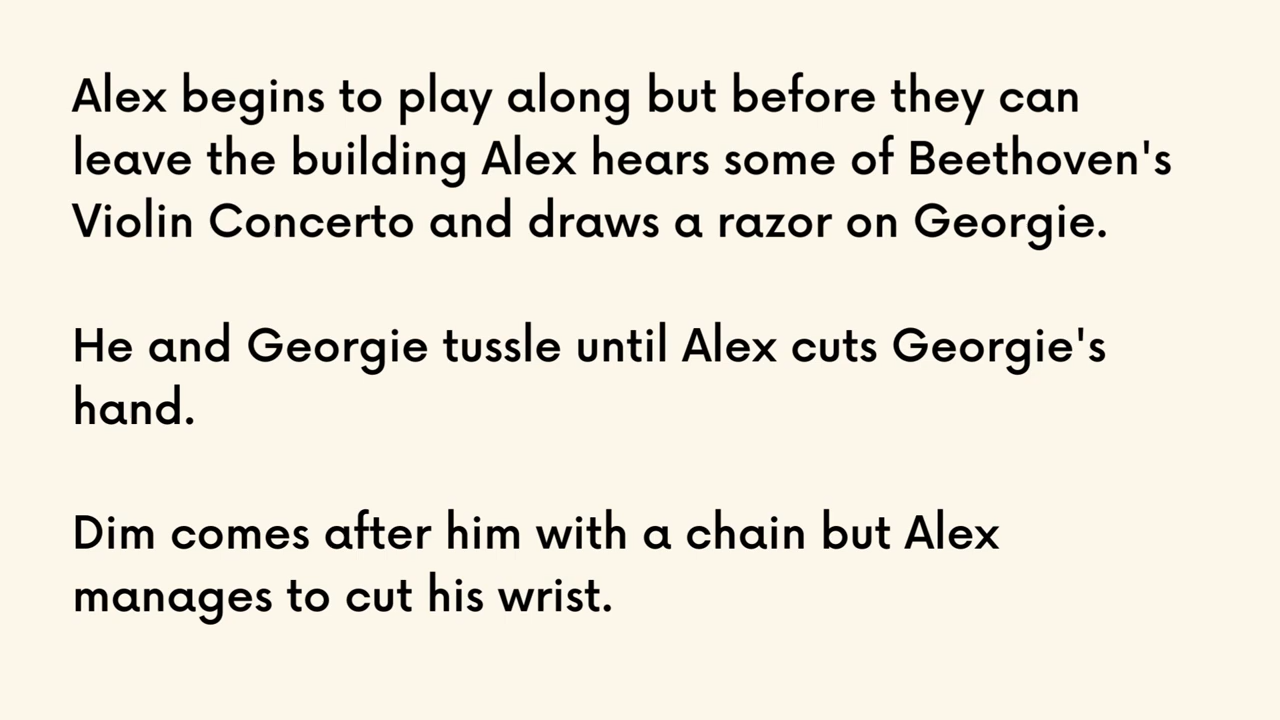 Alex begins to play along but before they can
leave the building Alex hears some of Beethoven's
Violin Concerto and draws a razor on Georgie.
He and Georgie tussle until Alex cuts Georgie's
hand.
Dim comes after him with a chain but Alex
manages to cut his wrist.